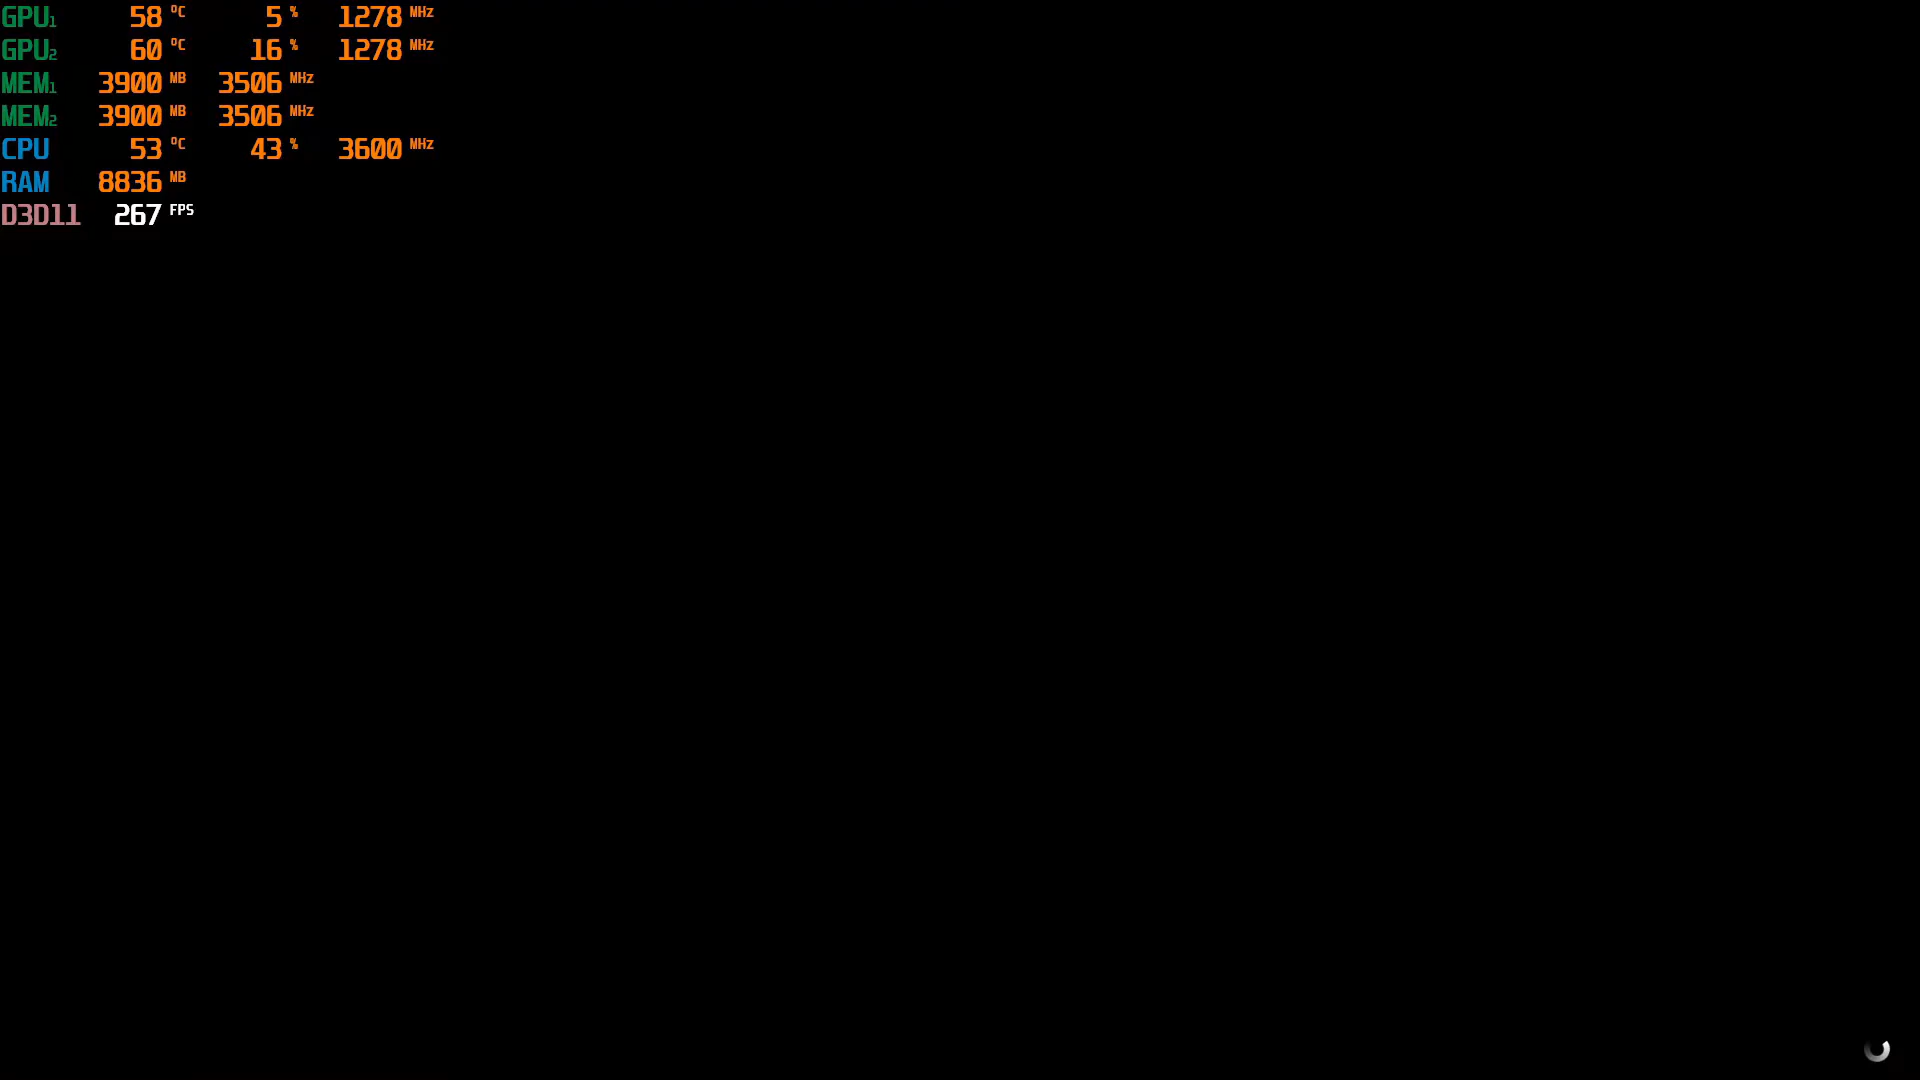 GPU1 58 °C 5 % 1278 MHz
GPU2 60 °C 16 % 1278 MHz
MEM1 3900 MB 3506 MHz
MEM2 3900 MB 3506 MHz
CPU 53 °C 43 % 3600 MHz
RAM 8836 MB
D3D11 267 FPS